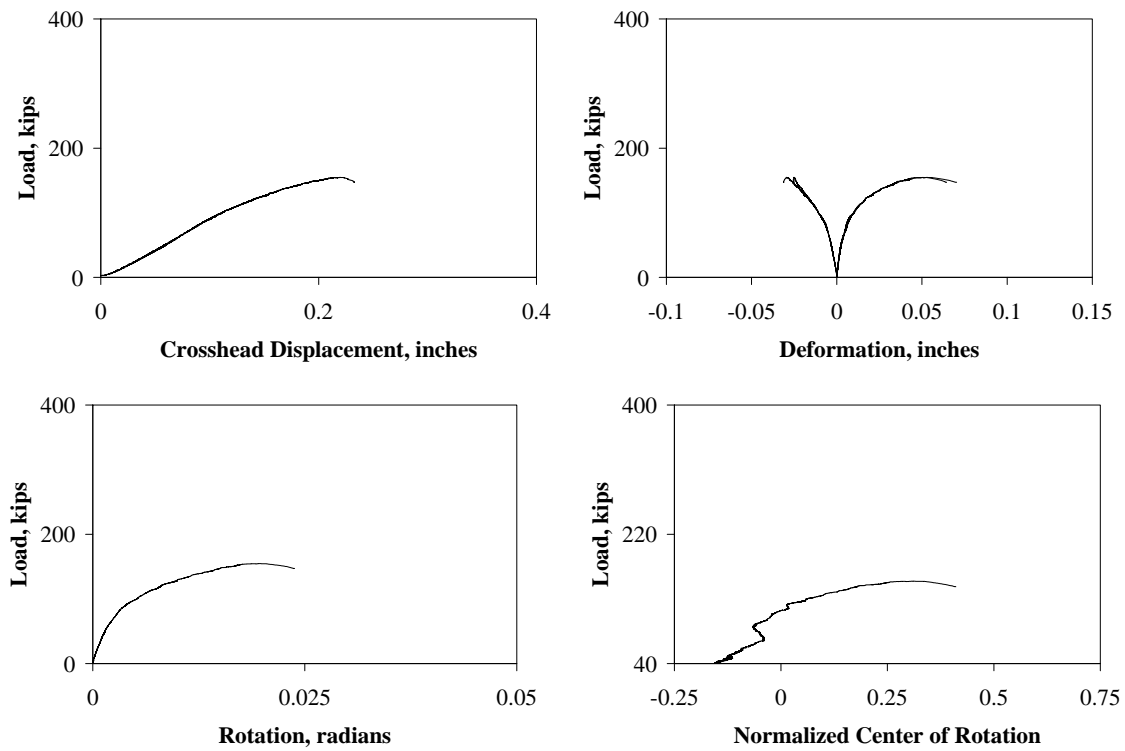 400
200
0
Load, kips
0 0.2 0.4
Crosshead Displacement, inches
400
200
0
Load, kips
-0.1 -0.05 0 0.05 0.1 0.15
Deformation, inches
400
200
0
Load, kips
0 0.025 0.05
Rotation, radians
400
220
40
Load, kips
-0.25 0 0.25 0.5 0.75
Normalized Center of Rotation